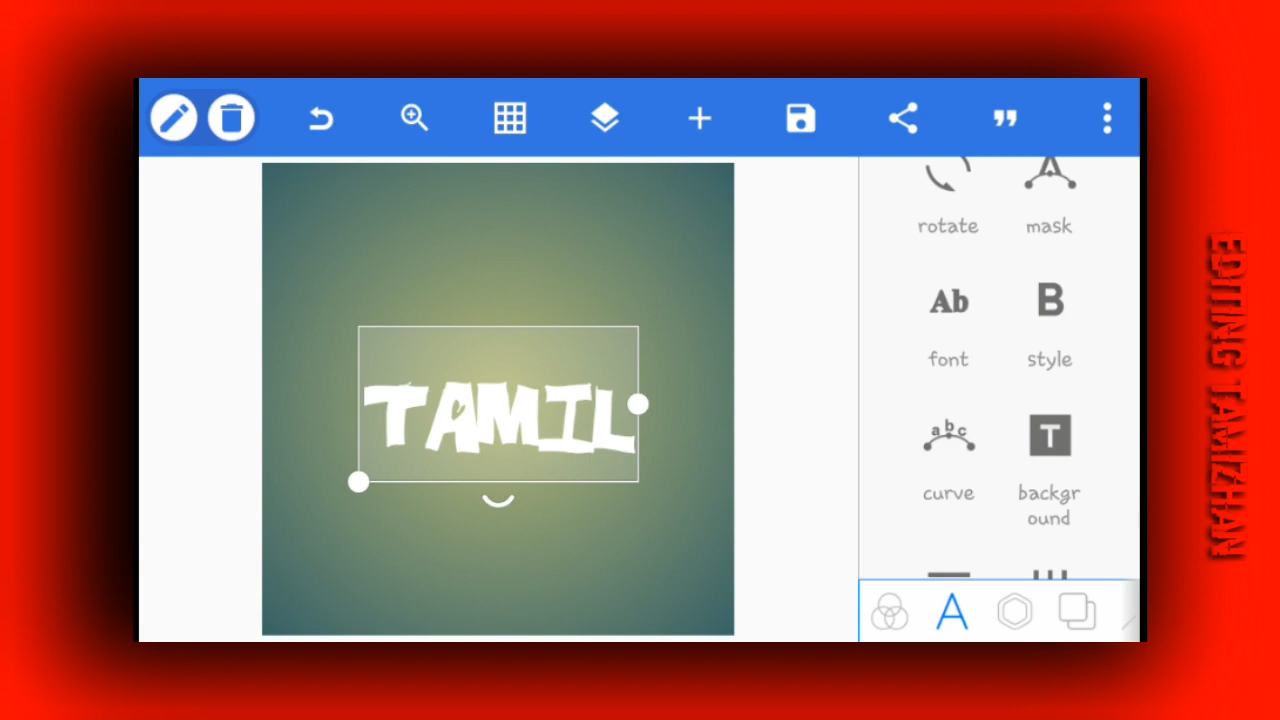 TAMIL
rotate
mask
Ab
B
font
style
abc
T
curve
backgr
ound
A
EDITING TAMIZHAN